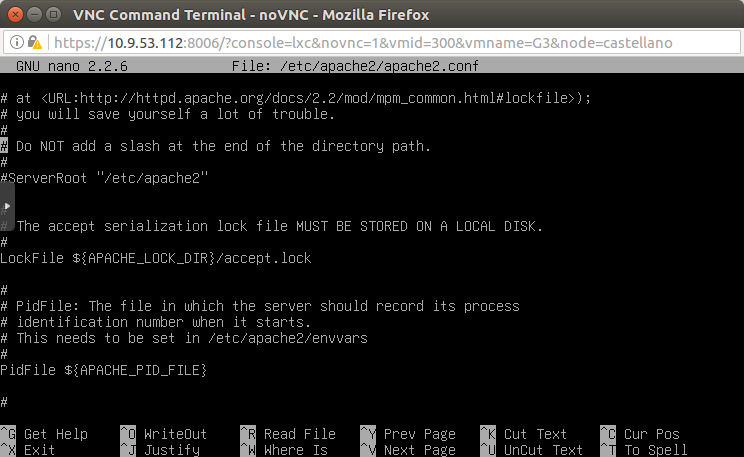 VNC Command Terminal - noVNC - Mozilla Firefox
https://10.9.53.112:8006/?console=lxc&novnc=1&vmid=300&vmname=G3&node=castellano
GNU nano 2.2.6 File: /etc/apache2/apache2.conf
# at <URL:http://httpd.apache.org/docs/2.2/mod/mpm_common.html#lockfile>);
# you will save yourself a lot of trouble.
#
# Do NOT add a slash at the end of the directory path.
#
#ServerRoot "/etc/apache2"
#
# The accept serialization lock file MUST BE STORED ON A LOCAL DISK.
#
LockFile ${APACHE_LOCK_DIR}/accept.lock
#
# PidFile: The file in which the server should record its process
# identification number when it starts.
# This needs to be set in /etc/apache2/envvars
#
PidFile ${APACHE_PID_FILE}
#
^G Get Help ^O WriteOut ^R Read File ^Y Prev Page ^K Cut Text ^C Cur Pos
^X Exit ^J Justify ^W Where Is ^V Next Page ^U UnCut Text ^T To Spell